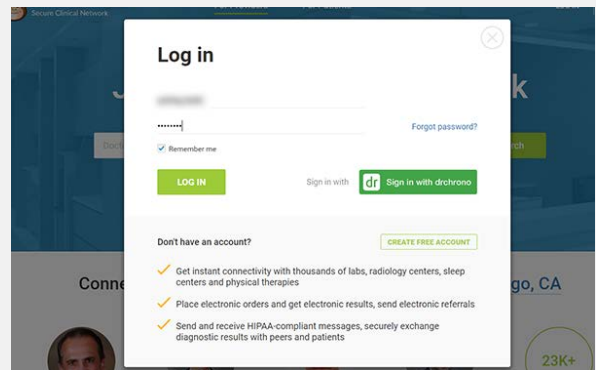 Secure Clinical Network
Log in
Forgot password?
Remember me
LOG IN
Sign in with
dr Sign in with drchrono
Don't have an account?
CREATE FREE ACCOUNT
Get instant connectivity with thousands of labs, radiology centers, sleep
centers and physical therapies
Place electronic orders and get electronic results, send electronic referrals
Send and receive HIPAA-compliant messages, securely exchange
diagnostic results with peers and patients
Conne
go, CA
23K+